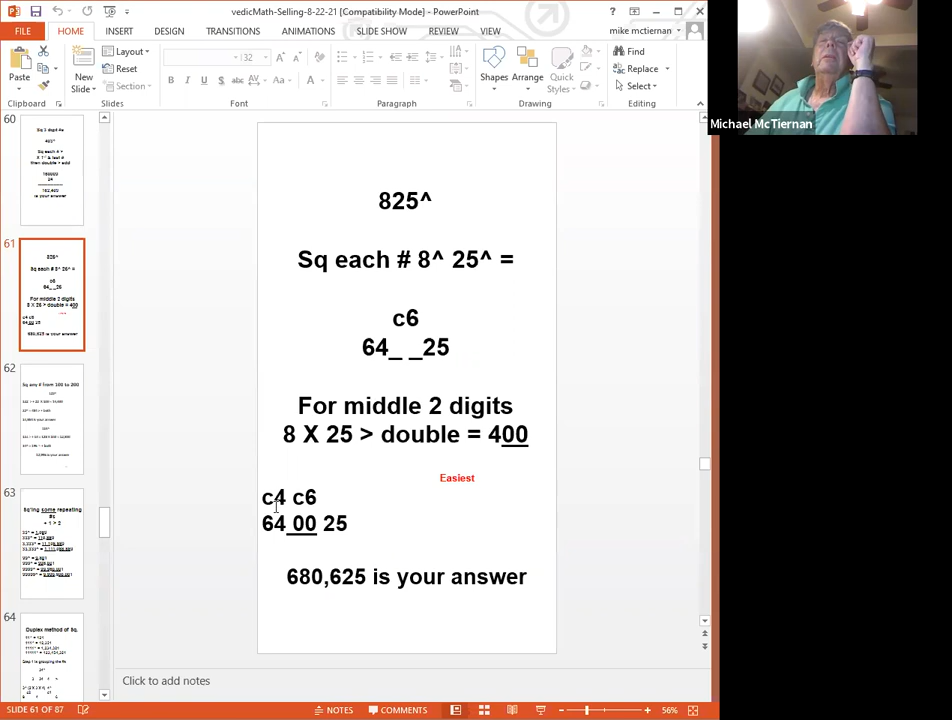 vedicMath-Selling-8-22-21 [Compatibility Mode] - PowerPoint
FILE HOME INSERT DESIGN TRANSITIONS ANIMATIONS SLIDE SHOW REVIEW VIEW mike mctiernan
Paste New Slide Layout Reset Section
32
B I U S abc AV Aa A
Shapes Arrange Quick Styles
Find Replace Select
Clipboard Slides Font Paragraph Drawing Editing
Michael McTiernan
60
61
62
63
64
825^
Sq each # 8^ 25^ =
c6
64_ _25
For middle 2 digits
8 X 25 > double = 400
Easiest
c4 c6
64 00 25
680,625 is your answer
Click to add notes
SLIDE 61 OF 87 NOTES COMMENTS 56%